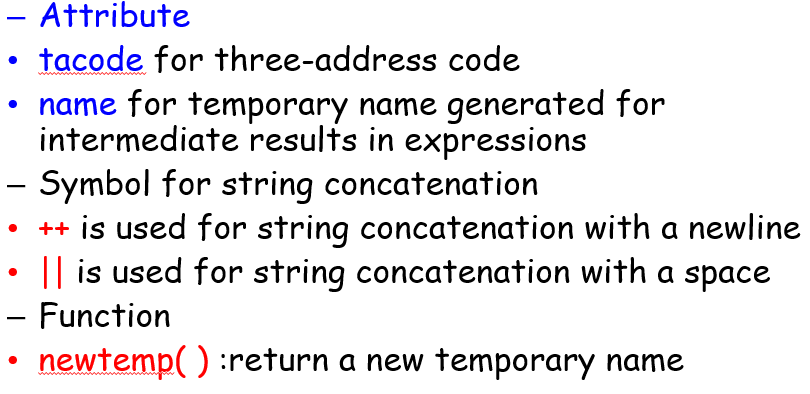 – Attribute
• tacode for three-address code
• name for temporary name generated for
intermediate results in expressions
– Symbol for string concatenation
• ++ is used for string concatenation with a newline
• || is used for string concatenation with a space
– Function
• newtemp( ) :return a new temporary name